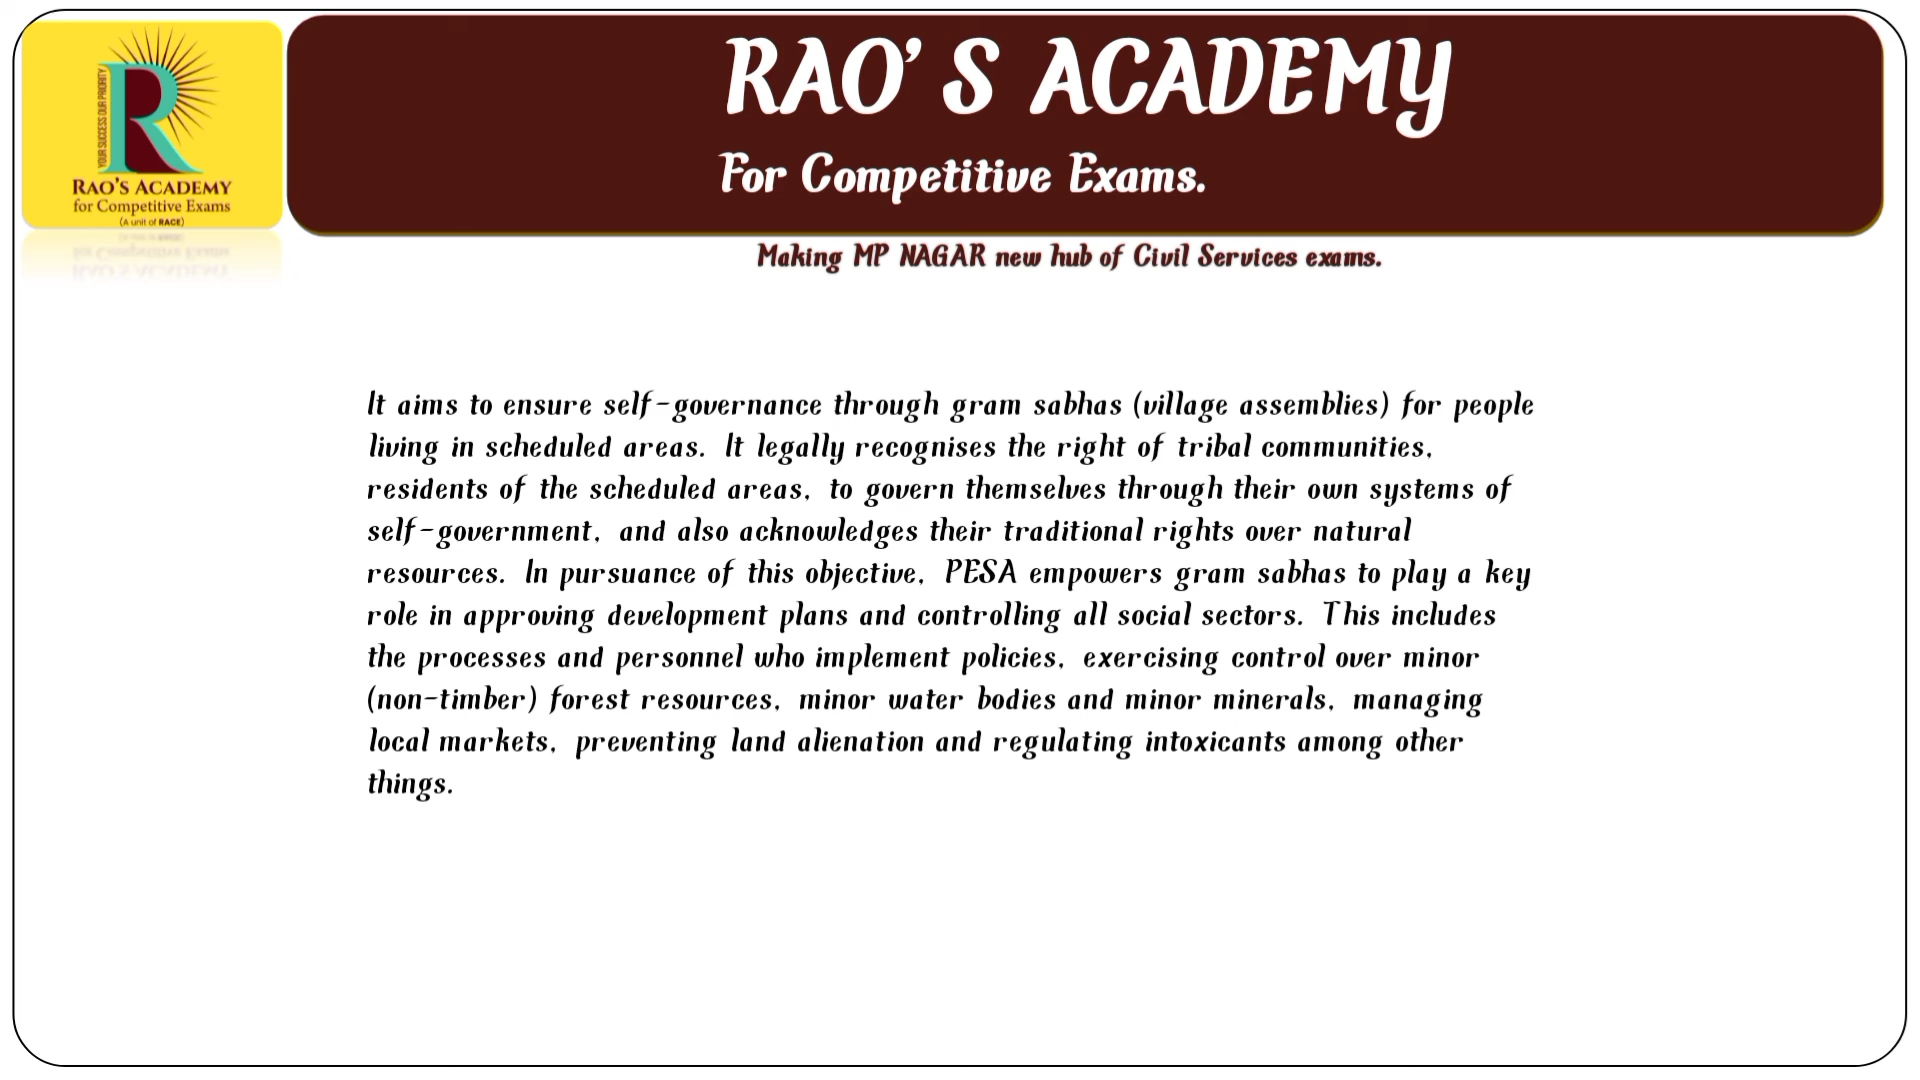 YOUR SUCCESS OUR PRIORITY
RAO'S ACADEMY
for Competitive Exams
(A unit of RACE)
RAO’ S ACADEMY
For Competitive Exams.
Making MP NAGAR new hub of Civil Services exams.
It aims to ensure self-governance through gram sabhas (village assemblies) for people
living in scheduled areas. It legally recognises the right of tribal communities,
residents of the scheduled areas, to govern themselves through their own systems of
self-government, and also acknowledges their traditional rights over natural
resources. In pursuance of this objective, PESA empowers gram sabhas to play a key
role in approving development plans and controlling all social sectors. This includes
the processes and personnel who implement policies, exercising control over minor
(non-timber) forest resources, minor water bodies and minor minerals, managing
local markets, preventing land alienation and regulating intoxicants among other
things.